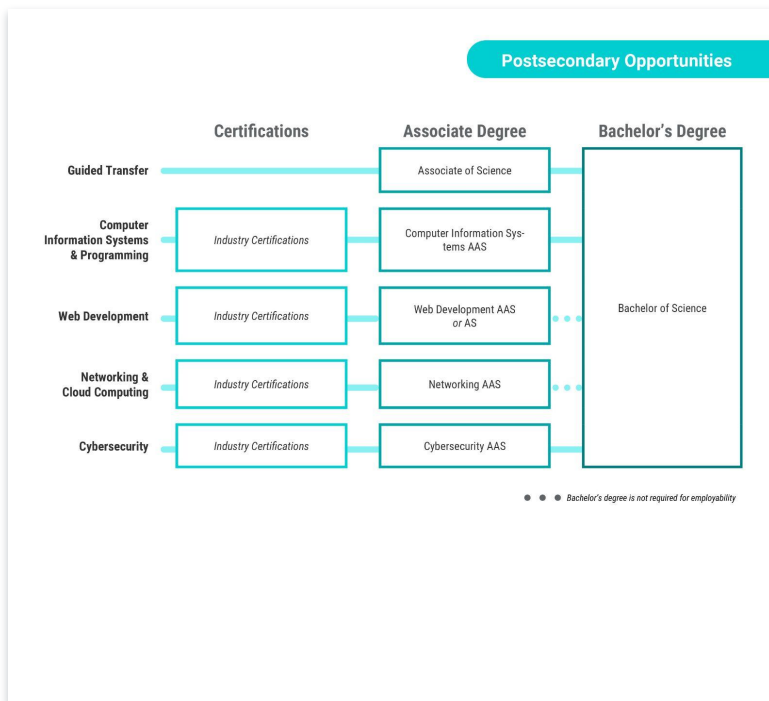 Postsecondary Opportunities
Certifications
Associate Degree
Bachelor's Degree
Guided Transfer
Associate of Science
Computer
Information Systems
& Programming
Industry Certifications
Computer Information Sys-
tems AAS
Web Development
Industry Certifications
Web Development AAS
or AS
Bachelor of Science
Networking &
Cloud Computing
Industry Certifications
Networking AAS
Cybersecurity
Industry Certifications
Cybersecurity AAS
Bachelor's degree is not required for employability